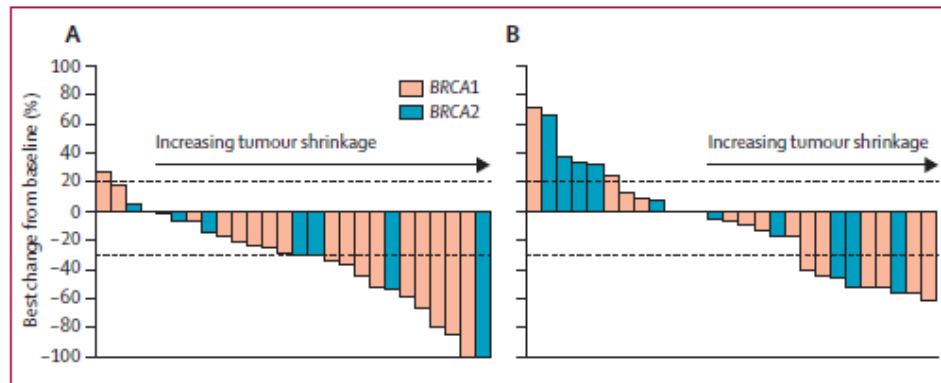 A
B
Best change from baseline (%)
100
80
60
40
20
0
−20
−40
−60
−80
−100
BRCA1
BRCA2
Increasing tumour shrinkage
Increasing tumour shrinkage